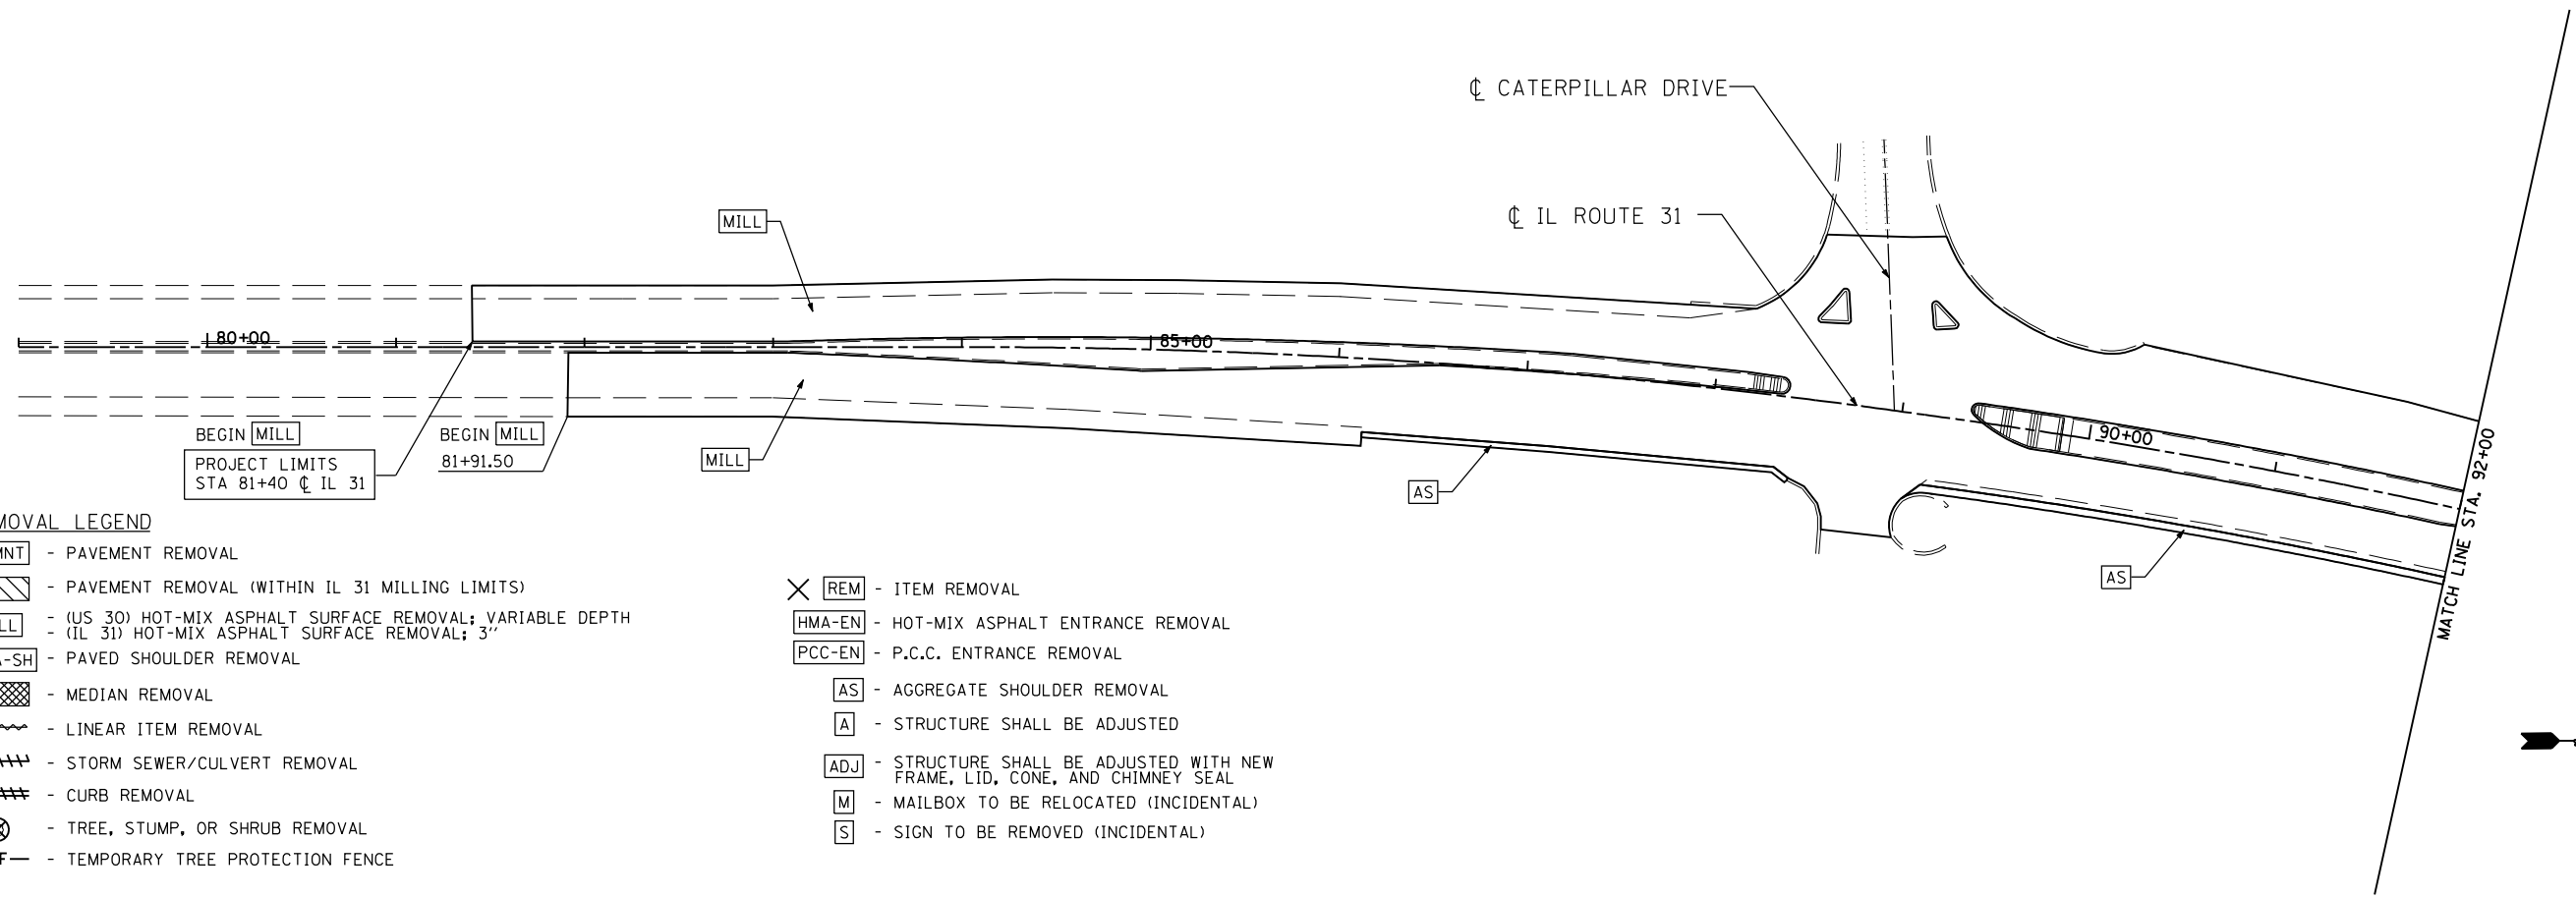 ℄ CATERPILLAR DRIVE
℄ IL ROUTE 31
MILL
80+00
85+00
90+00
BEGIN MILL
PROJECT LIMITS
STA 81+40 ℄ IL 31
BEGIN MILL
81+91.50
MILL
AS
AS
MATCH LINE STA. 92+00
MOVAL LEGEND
MNT - PAVEMENT REMOVAL
- PAVEMENT REMOVAL (WITHIN IL 31 MILLING LIMITS)
LL - (US 30) HOT-MIX ASPHALT SURFACE REMOVAL; VARIABLE DEPTH
- (IL 31) HOT-MIX ASPHALT SURFACE REMOVAL; 3''
A-SH - PAVED SHOULDER REMOVAL
- MEDIAN REMOVAL
- LINEAR ITEM REMOVAL
- STORM SEWER/CULVERT REMOVAL
- CURB REMOVAL
- TREE, STUMP, OR SHRUB REMOVAL
F - TEMPORARY TREE PROTECTION FENCE
REM - ITEM REMOVAL
HMA-EN - HOT-MIX ASPHALT ENTRANCE REMOVAL
PCC-EN - P.C.C. ENTRANCE REMOVAL
AS - AGGREGATE SHOULDER REMOVAL
A - STRUCTURE SHALL BE ADJUSTED
ADJ - STRUCTURE SHALL BE ADJUSTED WITH NEW
FRAME, LID, CONE, AND CHIMNEY SEAL
M - MAILBOX TO BE RELOCATED (INCIDENTAL)
S - SIGN TO BE REMOVED (INCIDENTAL)